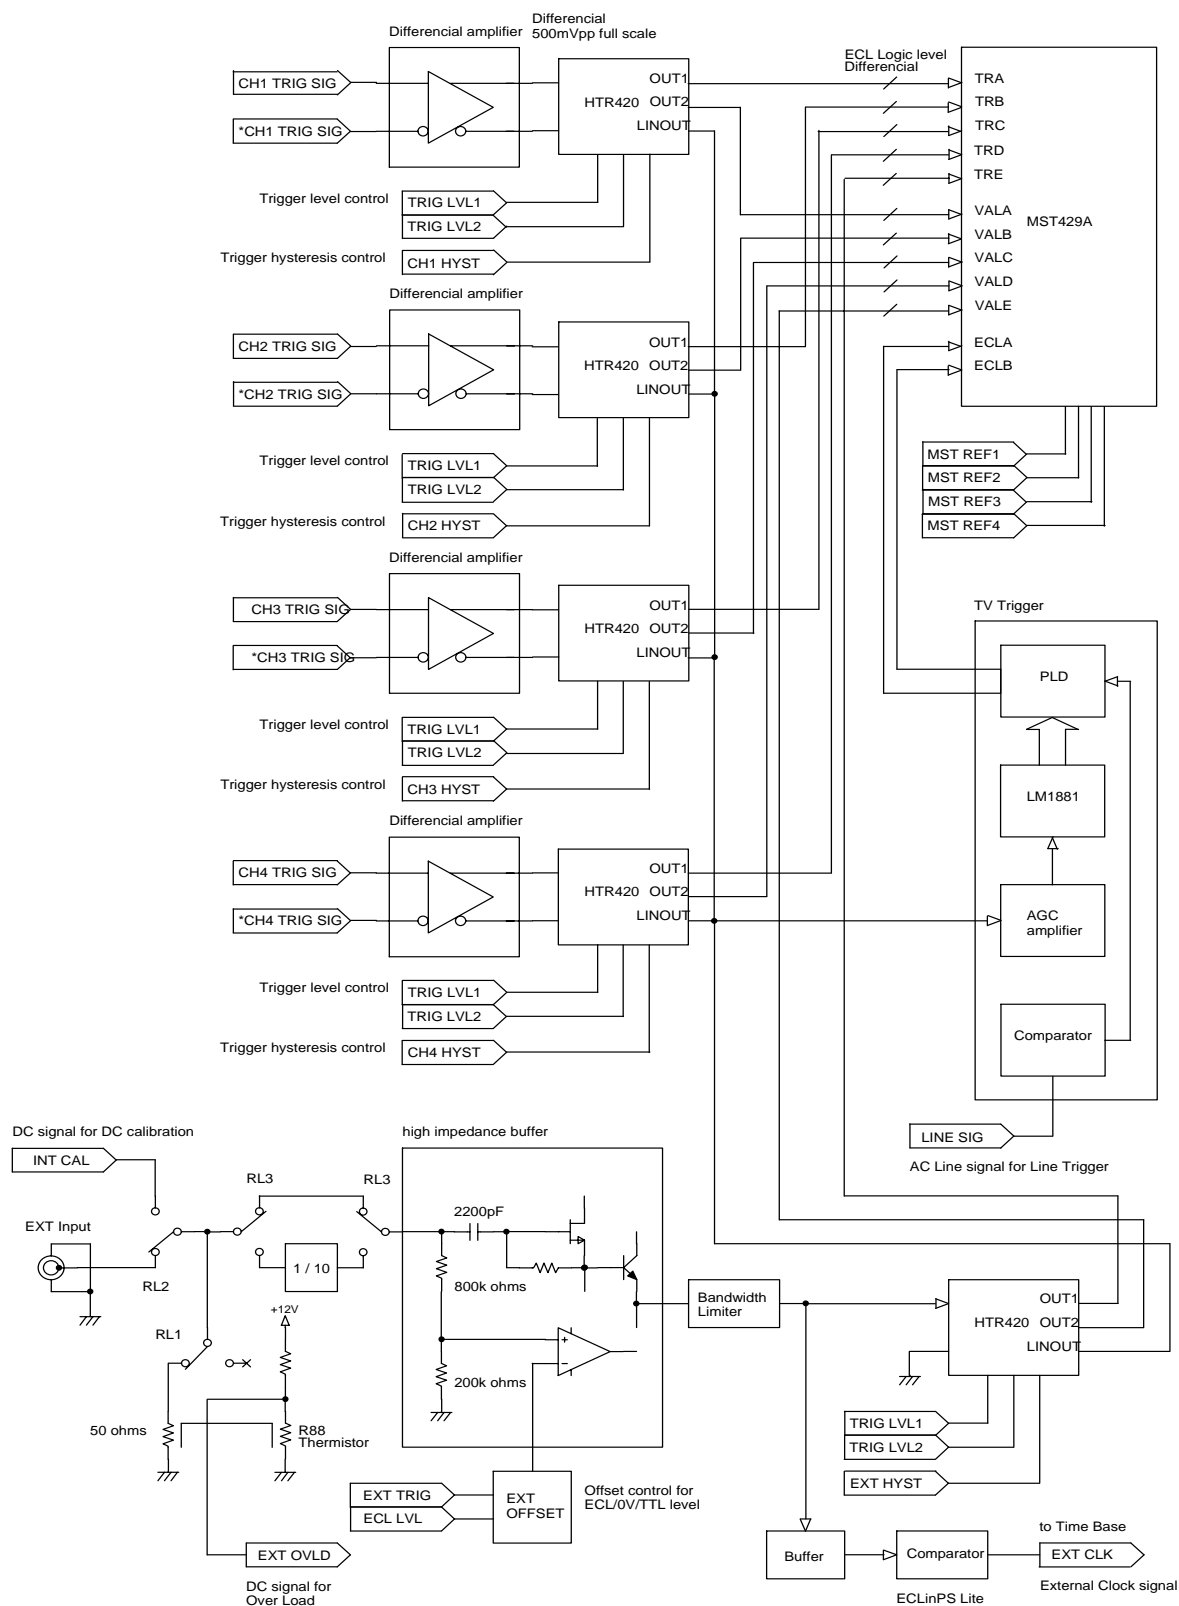 Differencial amplifier
Differencial
500mVpp full scale
CH1 TRIG SIG
*CH1 TRIG SIG
HTR420
OUT1
OUT2
LINOUT
Trigger level control
TRIG LVL1
TRIG LVL2
Trigger hysteresis control
CH1 HYST
ECL Logic level
Differencial
TRA
TRB
TRC
TRD
TRE
VALA
VALB
VALC
VALD
VALE
ECLA
ECLB
MST429A
MST REF1
MST REF2
MST REF3
MST REF4
Differencial amplifier
CH2 TRIG SIG
*CH2 TRIG SIG
HTR420
OUT1
OUT2
LINOUT
Trigger level control
TRIG LVL1
TRIG LVL2
Trigger hysteresis control
CH2 HYST
Differencial amplifier
CH3 TRIG SIG
*CH3 TRIG SIG
HTR420
OUT1
OUT2
LINOUT
Trigger level control
TRIG LVL1
TRIG LVL2
Trigger hysteresis control
CH3 HYST
TV Trigger
PLD
LM1881
AGC
amplifier
Comparator
LINE SIG
AC Line signal for Line Trigger
Differencial amplifier
CH4 TRIG SIG
*CH4 TRIG SIG
HTR420
OUT1
OUT2
LINOUT
Trigger level control
TRIG LVL1
TRIG LVL2
Trigger hysteresis control
CH4 HYST
DC signal for DC calibration
INT CAL
EXT Input
RL2
RL3
RL3
1 / 10
RL1
+12V
50 ohms
R88
Thermistor
EXT OVLD
DC signal for
Over Load
high impedance buffer
2200pF
800k ohms
200k ohms
+
−
EXT TRIG
ECL LVL
EXT
OFFSET
Offset control for
ECL/0V/TTL level
Bandwidth
Limiter
HTR420
OUT1
OUT2
LINOUT
TRIG LVL1
TRIG LVL2
EXT HYST
Buffer
Comparator
ECLinPS Lite
to Time Base
EXT CLK
External Clock signal